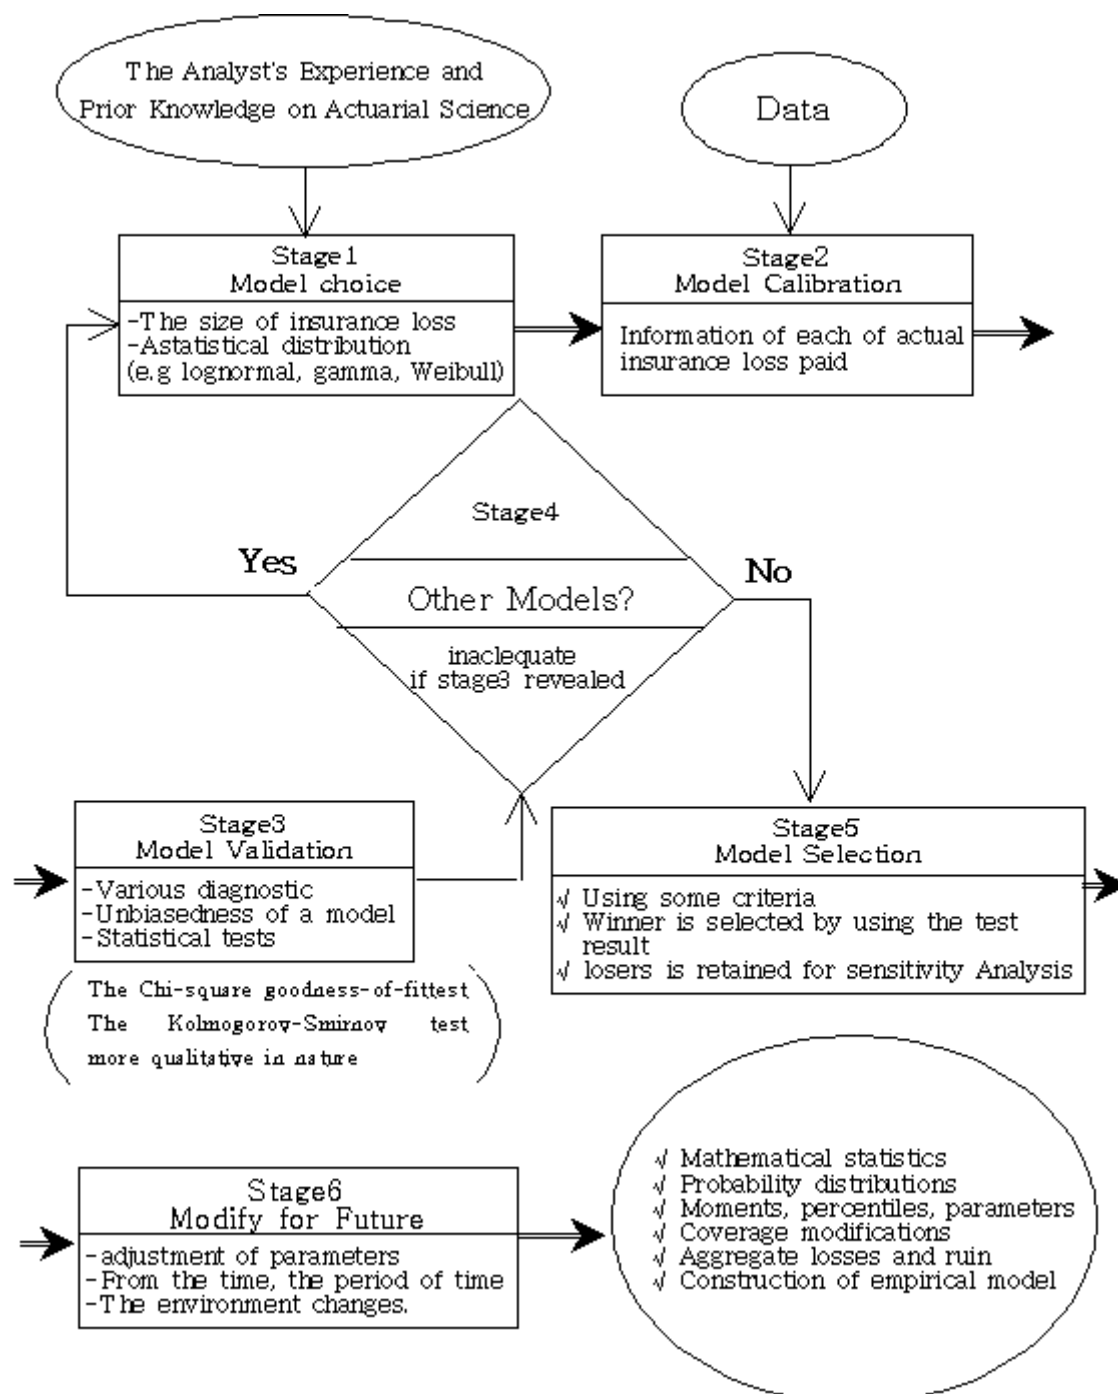 The Analyst's Experience and
Prior Knowledge on Actuarial Science
Data
Stage1
Model choice
-The size of insurance loss
-Astatistical distribution
(e.g lognormal, gamma, Weibull)
Stage2
Model Calibration
Information of each of actual
insurance loss paid
Stage4
Yes
No
Other Models?
inaclequate
if stage3 revealed
Stage3
Model Validation
-Various diagnostic
-Unbiasedness of a model
-Statistical tests
The Chi-square goodness-of-fittest
The Kolmogorov-Smirnov test
more qualitative in nature
Stage5
Model Selection
√ Using some criteria
√ Winner is selected by using the test
result
√ losers is retained for sensitivity Analysis
Stage6
Modify for Future
-adjustment of parameters
-From the time, the period of time
-The environment changes.
√ Mathematical statistics
√ Probability distributions
√ Moments, percentiles, parameters
√ Coverage modifications
√ Aggregate losses and ruin
√ Construction of empirical model